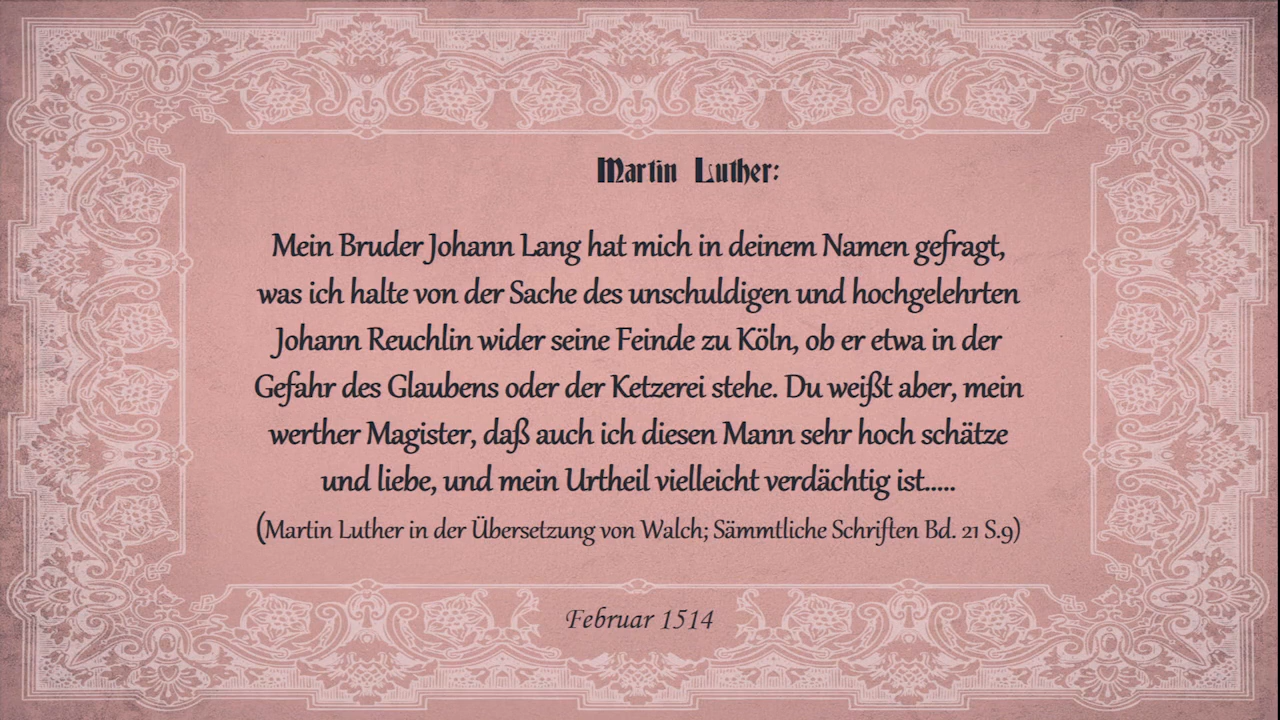 Martin Luther:
Mein Bruder Johann Lang hat mich in deinem Namen gefragt,
was ich halte von der Sache des unschuldigen und hochgelehrten
Johann Reuchlin wider seine Feinde zu Köln, ob er etwa in der
Gefahr des Glaubens oder der Ketzerei stehe. Du weißt aber, mein
werther Magister, daß auch ich diesen Mann sehr hoch schätze
und liebe, und mein Urtheil vielleicht verdächtig ist.....
(Martin Luther in der Übersetzung von Walch; Sämmtliche Schriften Bd. 21 S.9)
Februar 1514